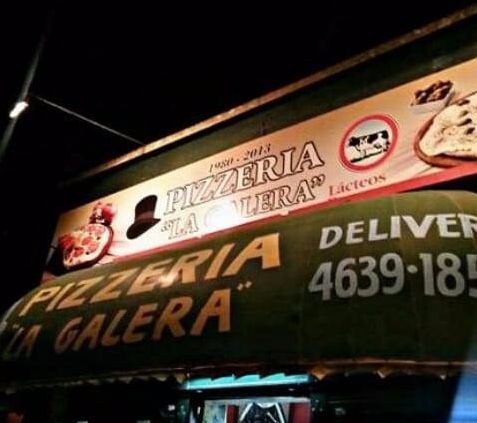 1980 - 2013
PIZZERIA
"LA GALERA"
Lácteos
PIZZERIA
"LA GALERA"
DELIVER
4639·185